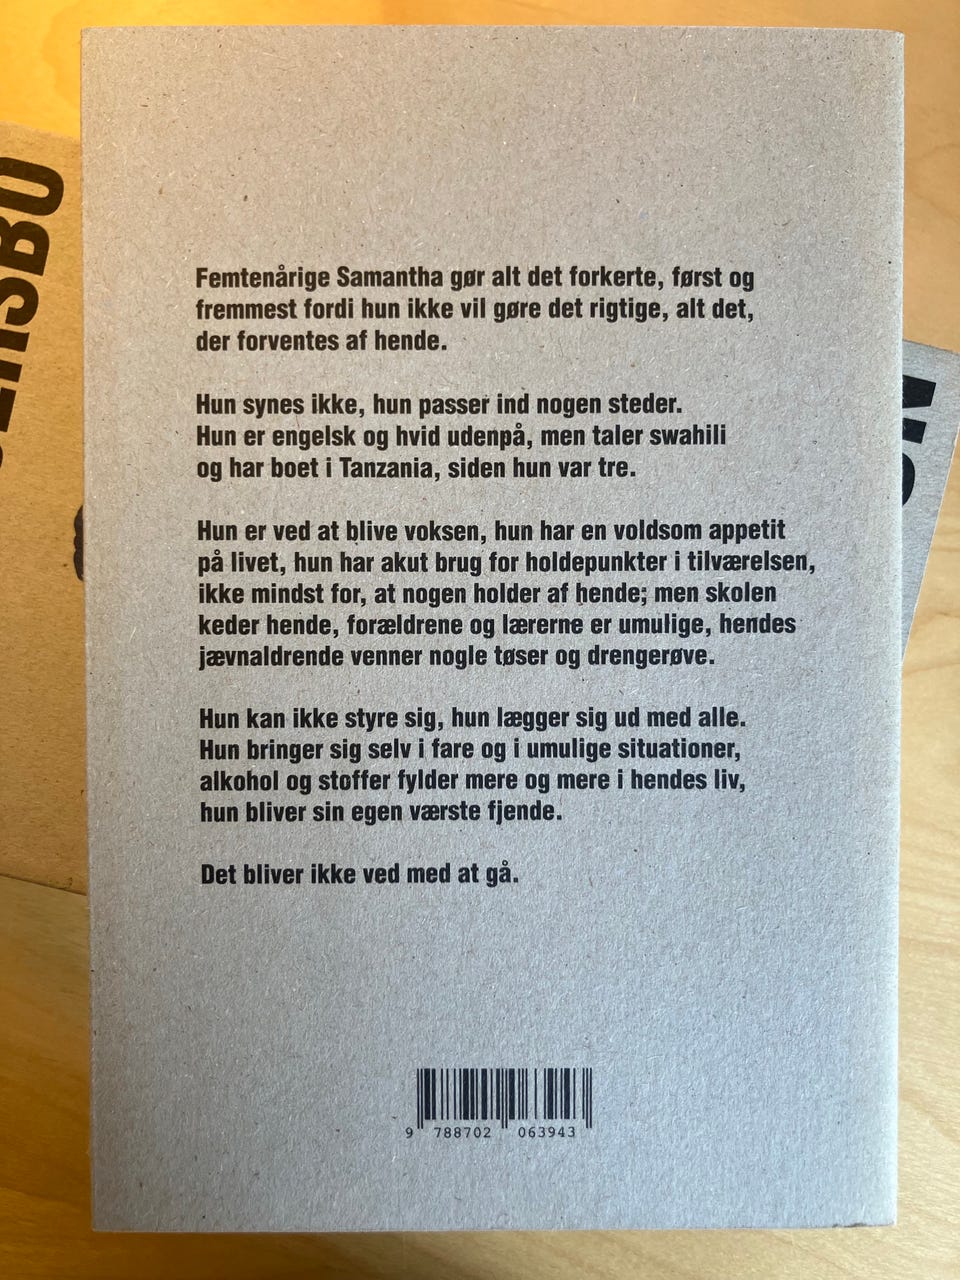 Femtenårige Samantha gør alt det forkerte, først og
fremmest fordi hun ikke vil gøre det rigtige, alt det,
der forventes af hende.
Hun synes ikke, hun passer ind nogen steder.
Hun er engelsk og hvid udenpå, men taler swahili
og har boet i Tanzania, siden hun var tre.
Hun er ved at blive voksen, hun har en voldsom appetit
på livet, hun har akut brug for holdepunkter i tilværelsen,
ikke mindst for, at nogen holder af hende; men skolen
keder hende, forældrene og lærerne er umulige, hendes
jævnaldrende venner nogle tøser og drengerøve.
Hun kan ikke styre sig, hun lægger sig ud med alle.
Hun bringer sig selv i fare og i umulige situationer,
alkohol og stoffer fylder mere og mere i hendes liv,
hun bliver sin egen værste fjende.
Det bliver ikke ved med at gå.
9 788702 063943